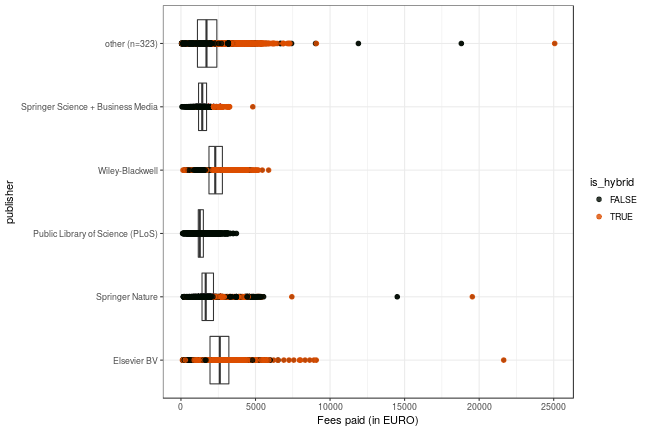 other (n=323)
Springer Science + Business Media
Wiley-Blackwell
Public Library of Science (PLoS)
Springer Nature
Elsevier BV
publisher
0 5000 10000 15000 20000 25000
Fees paid (in EURO)
is_hybrid
FALSE
TRUE